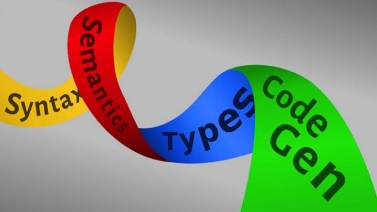 Syntax
Semantics
Types
Code
Gen